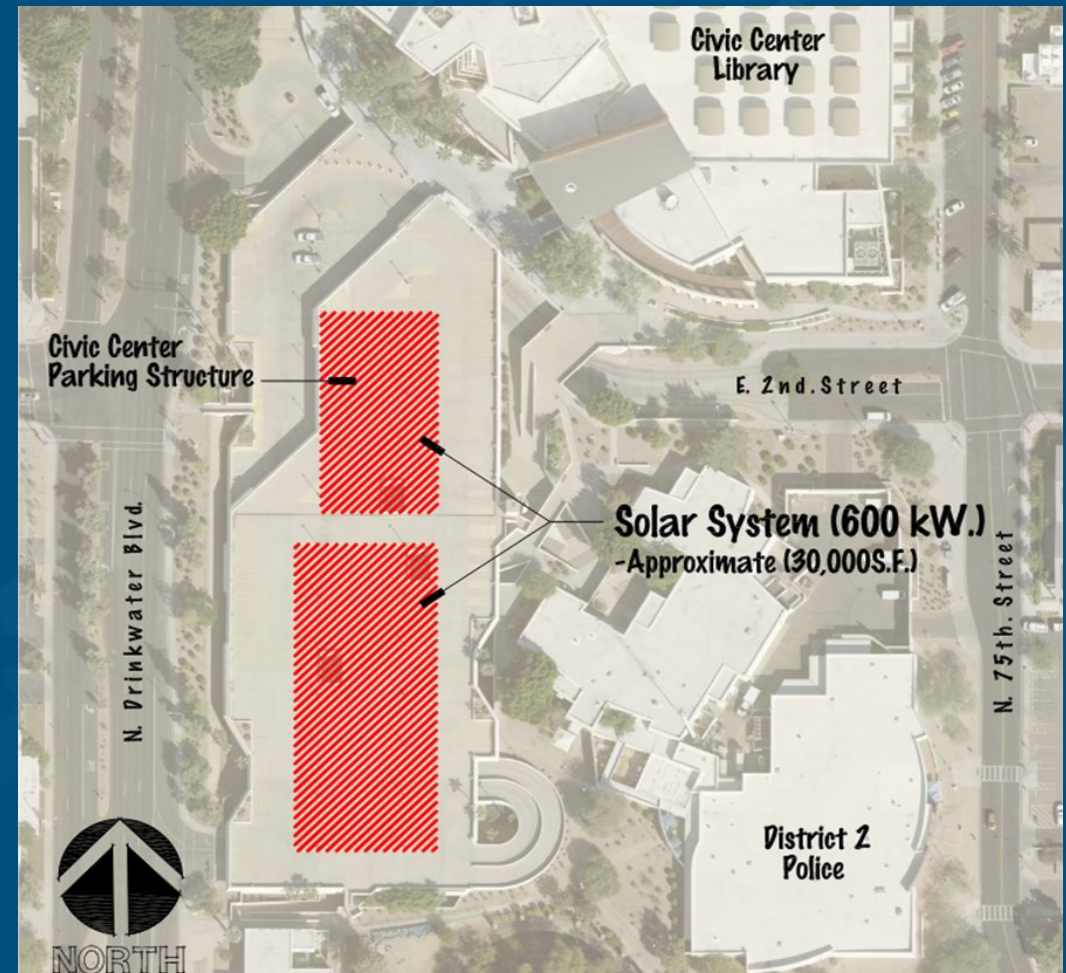 Civic Center
Library
Civic Center
Parking Structure
E. 2nd. Street
Solar System (600 kW.)
-Approximate (30,000S.F.)
N. Drinkwater Blvd.
N. 75th. Street
District 2
Police
NORTH